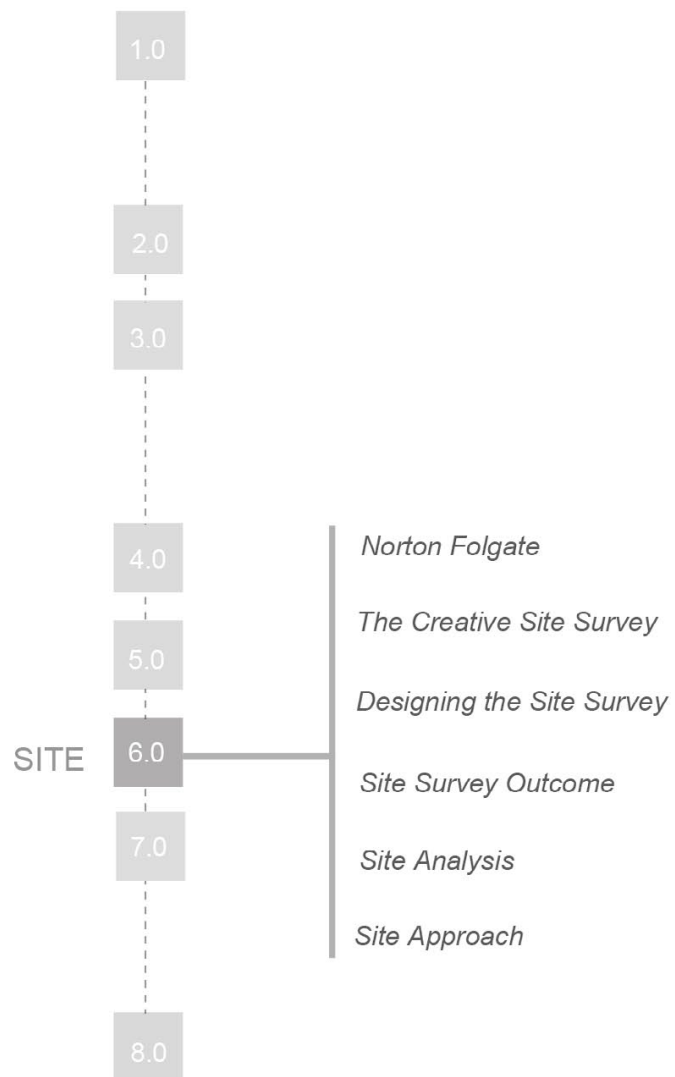 1.0
2.0
3.0
4.0
5.0
SITE 6.0
7.0
8.0
Norton Folgate
The Creative Site Survey
Designing the Site Survey
Site Survey Outcome
Site Analysis
Site Approach